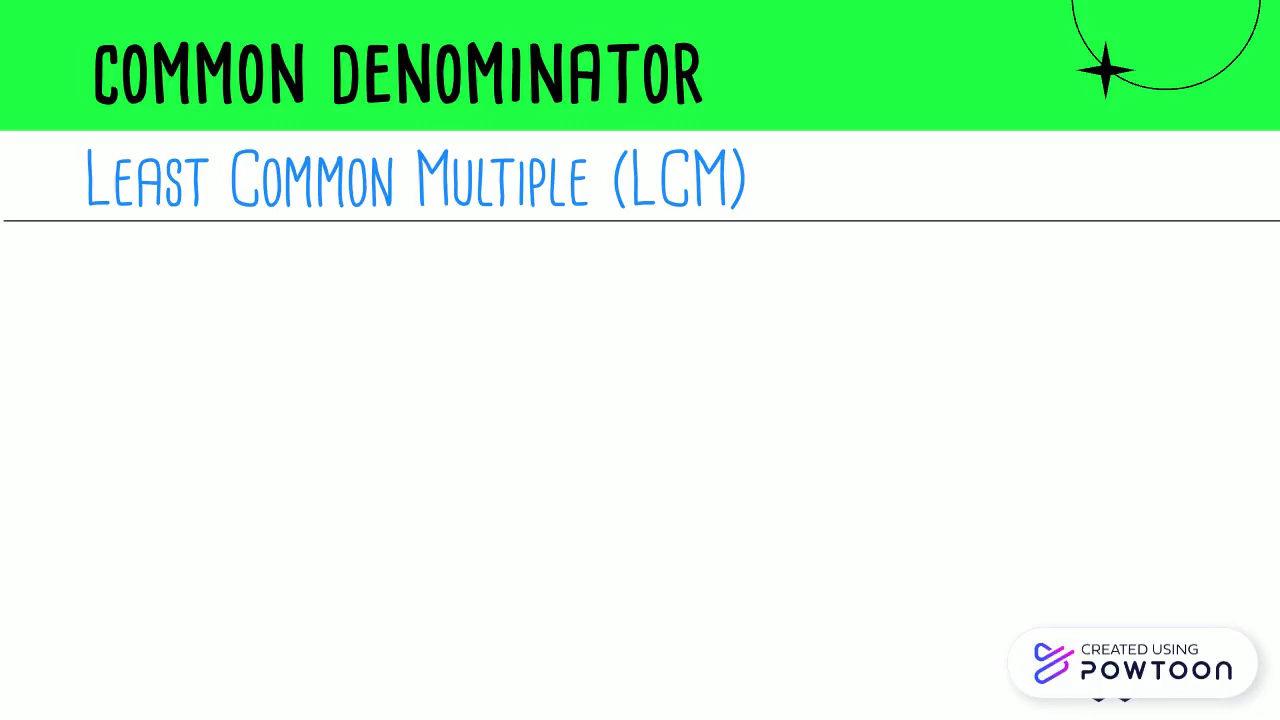 COMMON DENOMINATOR
LEAST COMMON MULTIPLE (LCM)
CREATED USING
POWTOON